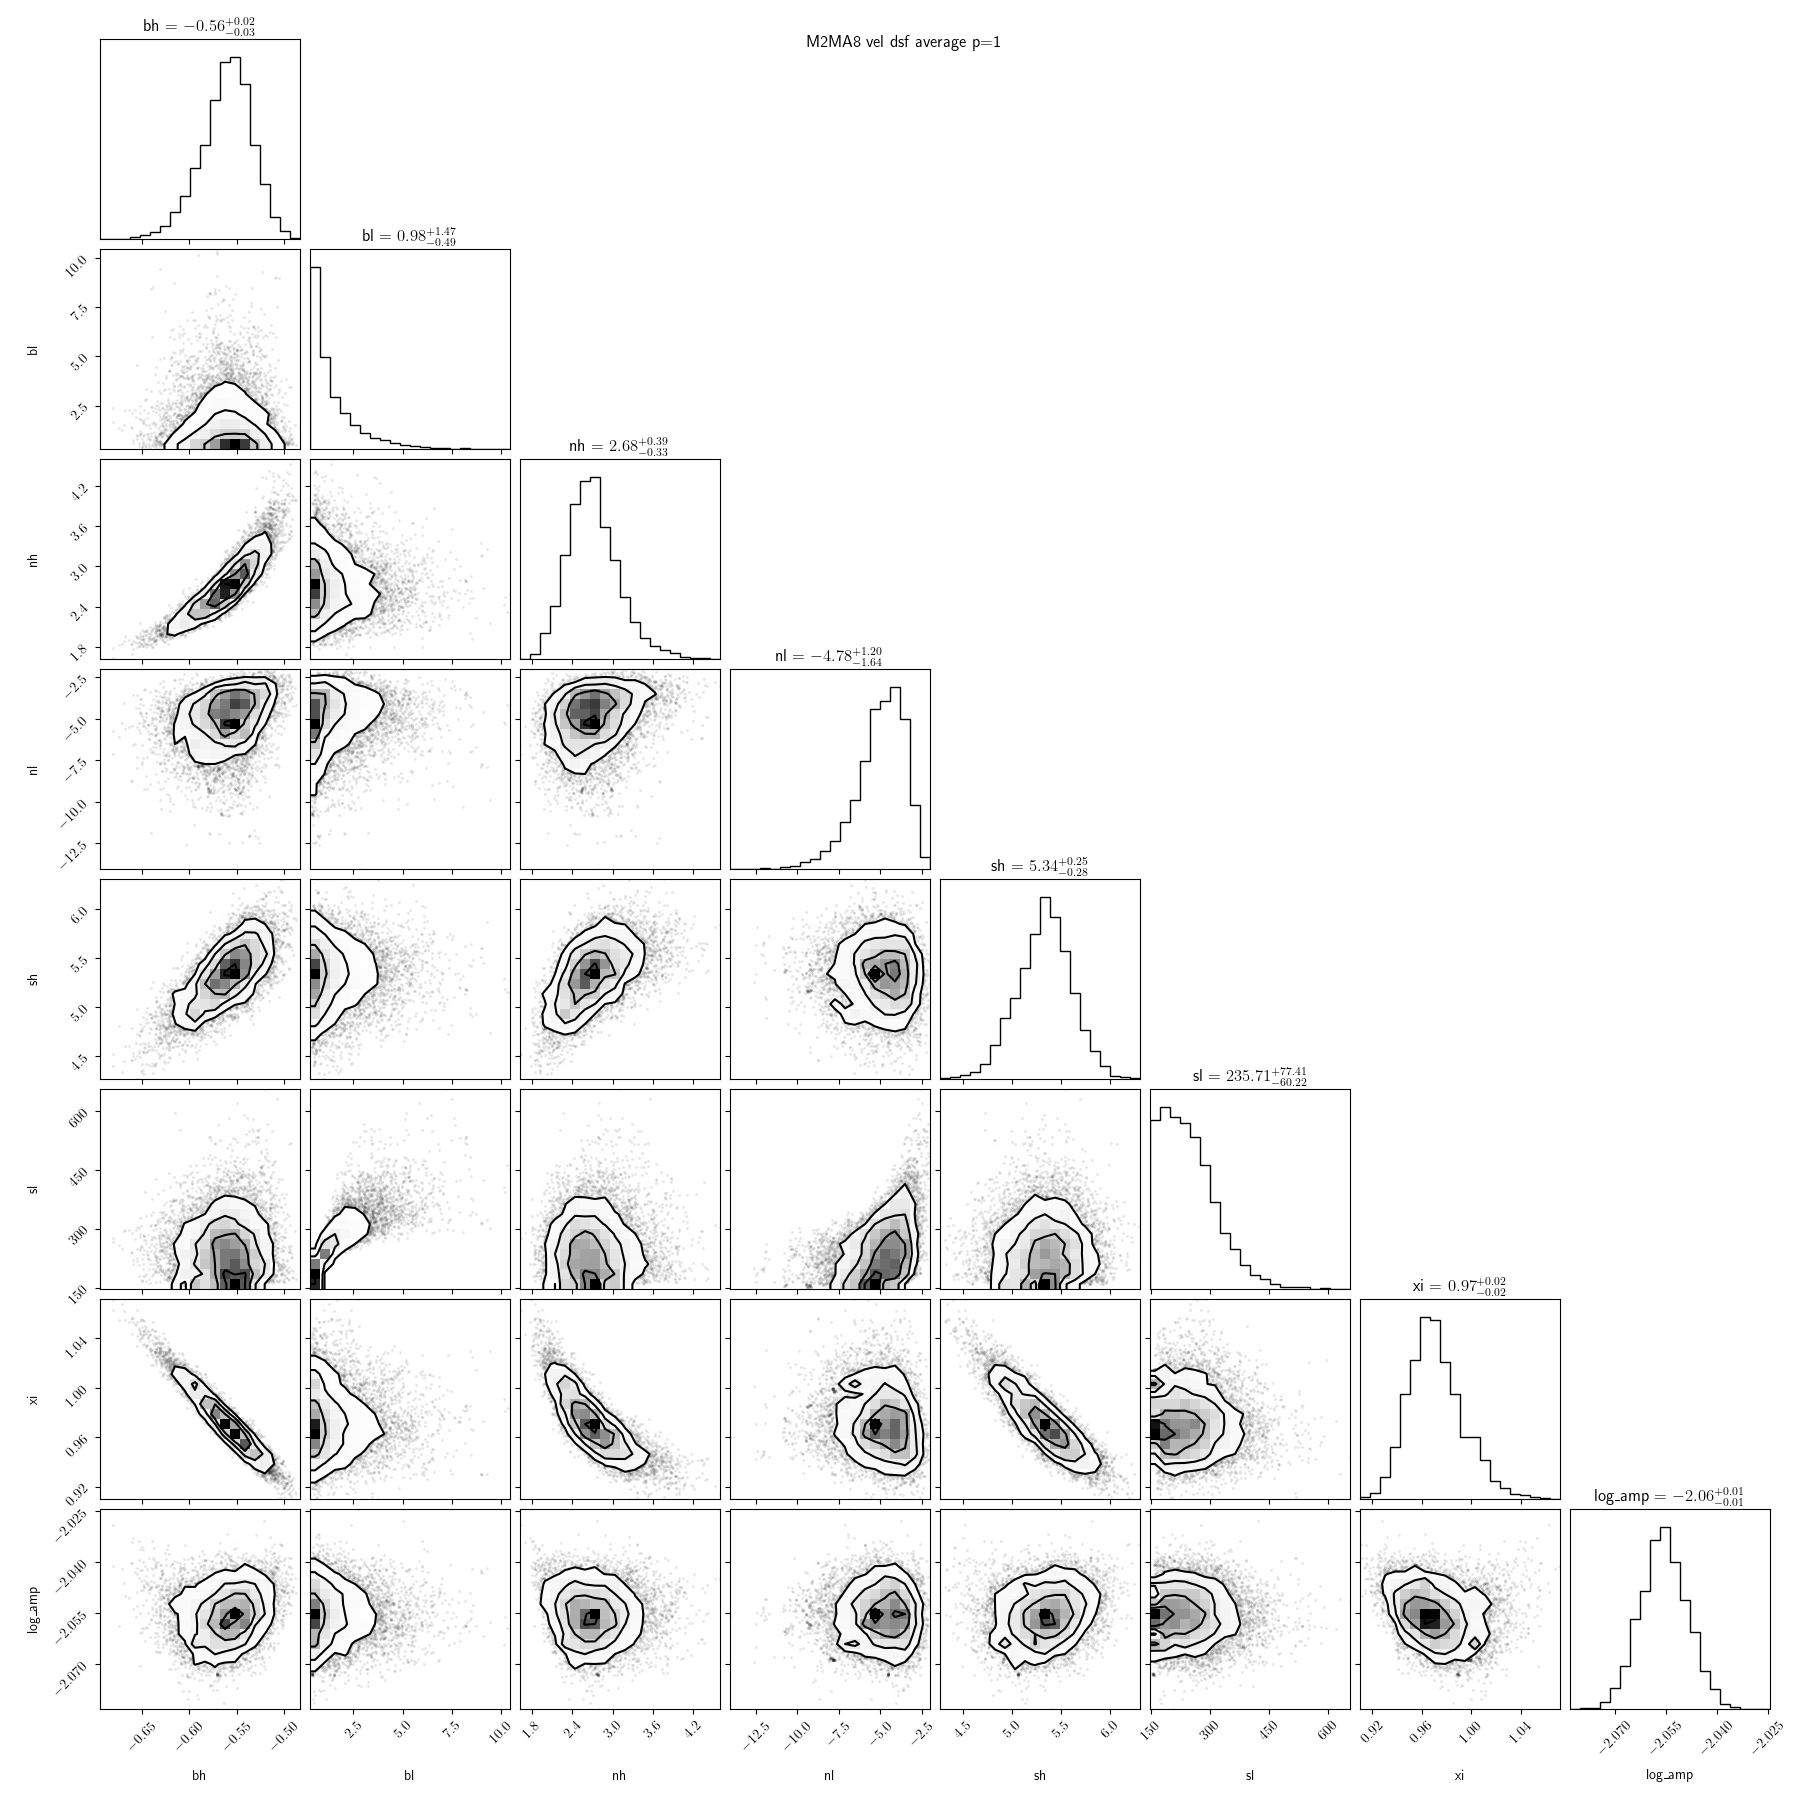 bh = −0.56 +0.02 −0.03
M2MA8 vel dsf average p=1
bl = 0.98 +1.47 −0.49
10.0
7.5
5.0
2.5
bl
nh = 2.68 +0.39 −0.33
4.2
3.6
3.0
2.4
1.8
nh
nl = −4.78 +1.20 −1.64
−2.5
−5.0
−7.5
−10.0
−12.5
nl
sh = 5.34 +0.25 −0.28
6.0
5.5
5.0
4.5
sh
sl = 235.71 +77.41 −60.22
600
450
300
150
sl
xi = 0.97 +0.02 −0.02
1.04
1.00
0.96
0.92
xi
log_amp = −2.06 +0.01 −0.01
−2.025
−2.040
−2.055
−2.070
log_amp
−0.65 −0.60 −0.55 −0.50 2.5 5.0 7.5 10.0 1.8 2.4 3.0 3.6 4.2 −12.5 −10.0 −7.5 −5.0 −2.5 4.5 5.0 5.5 6.0 150 300 450 600 0.92 0.96 1.00 1.04 −2.070 −2.055 −2.040 −2.025
bh bl nh nl sh sl xi log_amp